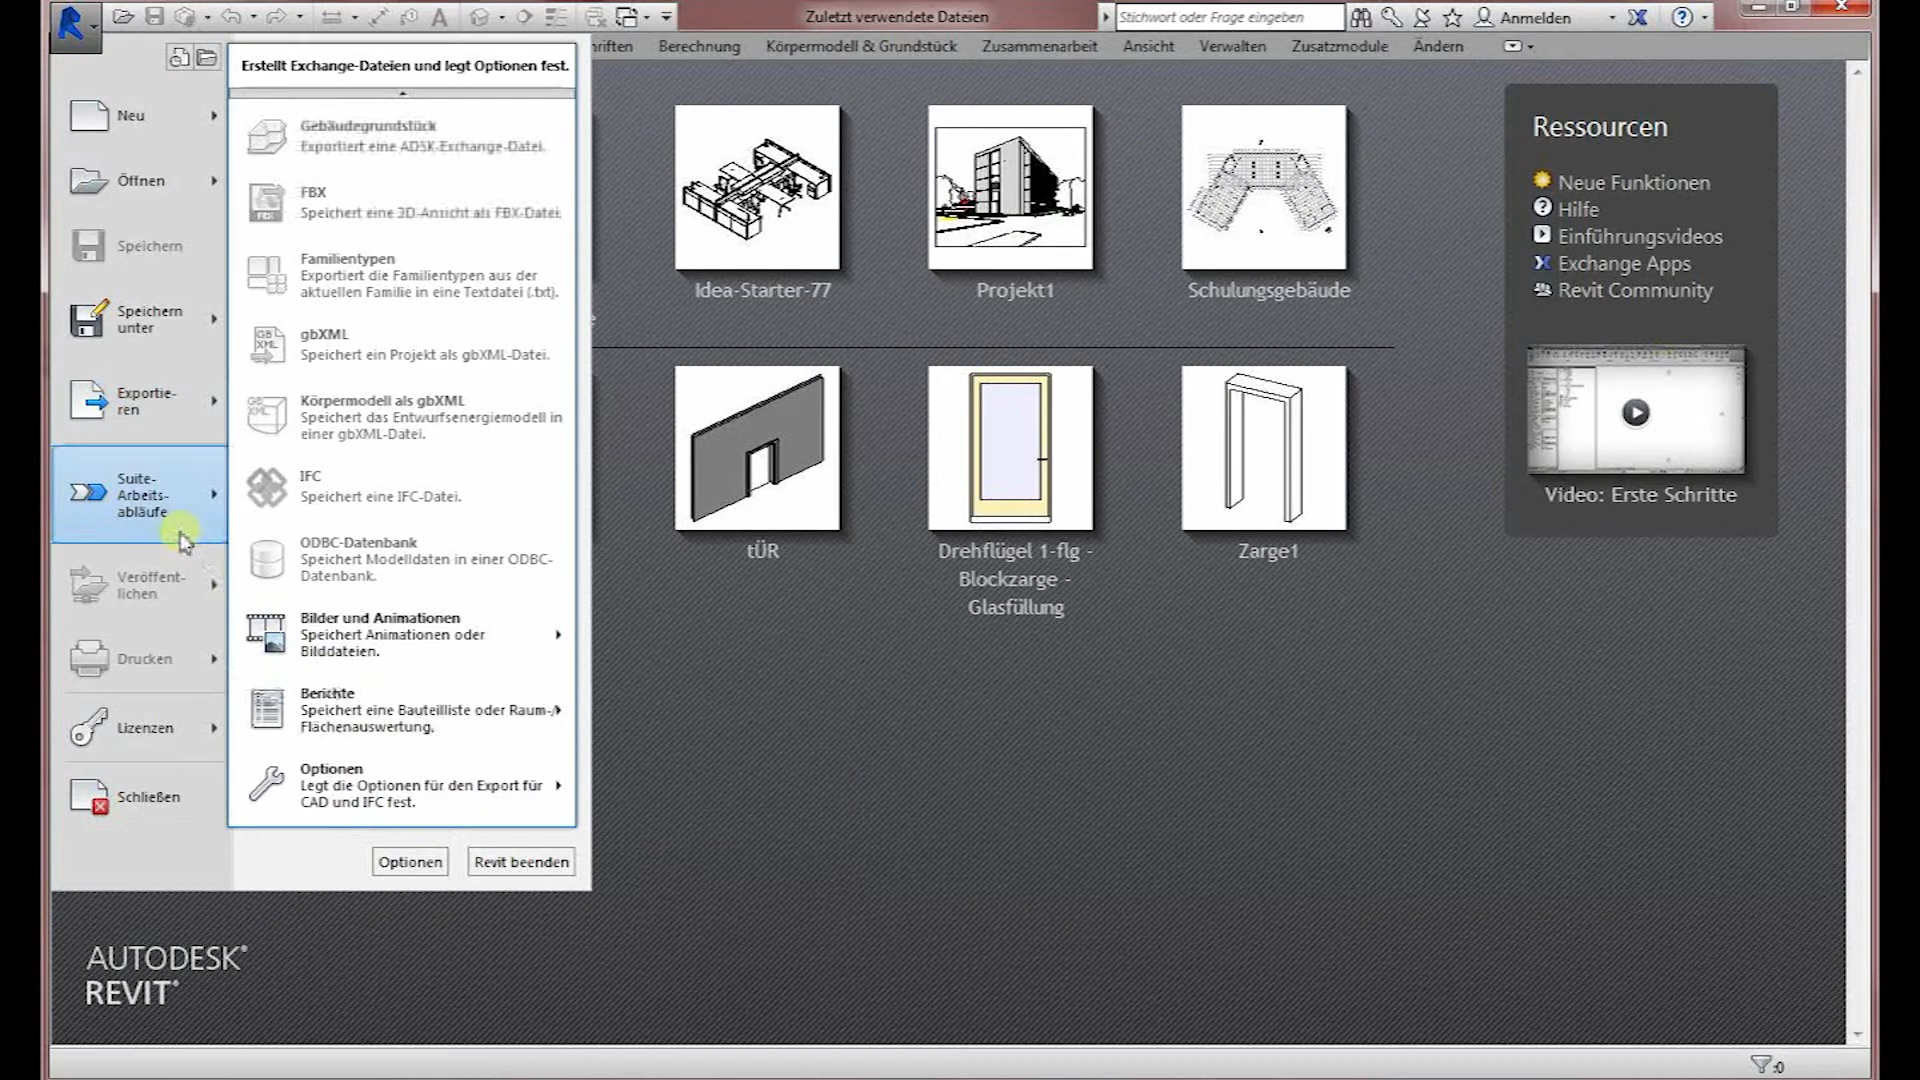 Zuletzt verwendete Dateien
Stichwort oder Frage eingeben
Anmelden
hriften
Berechnung
Körpermodell & Grundstück
Zusammenarbeit
Ansicht
Verwalten
Zusatzmodule
Ändern
Erstellt Exchange-Dateien und legt Optionen fest.
Neu
Öffnen
Speichern
Speichern
unter
Exportie-
ren
Suite-
Arbeits-
abläufe
Veröffent-
lichen
Drucken
Lizenzen
Schließen
Gebäudegrundstück
Exportiert eine ADSK-Exchange-Datei.
FBX
Speichert eine 3D-Ansicht als FBX-Datei.
Familientypen
Exportiert die Familientypen aus der
aktuellen Familie in eine Textdatei (.txt).
GB
XML
gbXML
Speichert ein Projekt als gbXML-Datei.
Körpermodell als gbXML
Speichert das Entwurfsenergiemodell in
einer gbXML-Datei.
IFC
Speichert eine IFC-Datei.
ODBC-Datenbank
Speichert Modelldaten in einer ODBC-
Datenbank.
Bilder und Animationen
Speichert Animationen oder
Bilddateien.
Berichte
Speichert eine Bauteilliste oder Raum-/
Flächenauswertung.
Optionen
Legt die Optionen für den Export für
CAD und IFC fest.
Optionen
Revit beenden
Idea-Starter-77
Projekt1
Schulungsgebäude
tÜR
Drehflügel 1-flg -
Blockzarge -
Glasfüllung
Zarge1
Ressourcen
Neue Funktionen
Hilfe
Einführungsvideos
Exchange Apps
Revit Community
Video: Erste Schritte
AUTODESK®
REVIT®
:0